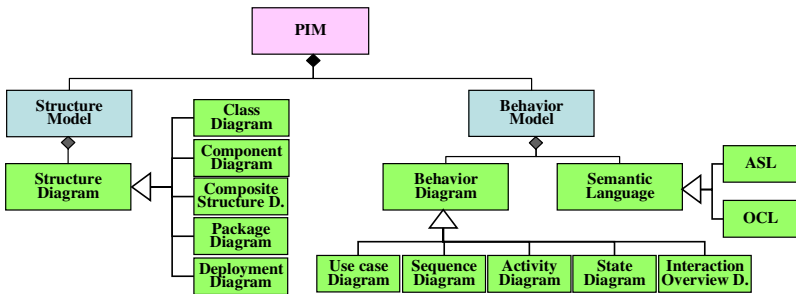 PIM
Structure
Model
Behavior
Model
Structure
Diagram
Class
Diagram
Component
Diagram
Composite
Structure D.
Package
Diagram
Deployment
Diagram
Behavior
Diagram
Semantic
Language
ASL
OCL
Use case
Diagram
Sequence
Diagram
Activity
Diagram
State
Diagram
Interaction
Overview D.